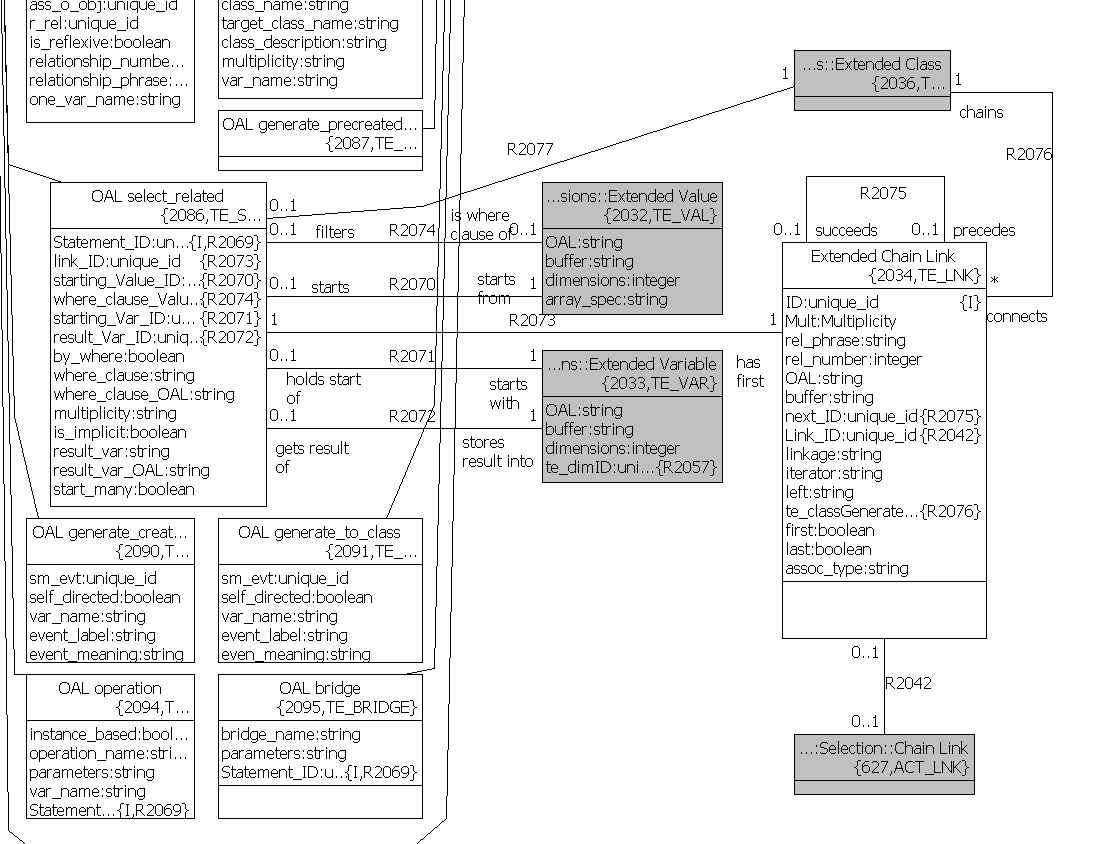 ass_o_obj:unique_id
r_rel:unique_id
is_reflexive:boolean
relationship_numbe...
relationship_phrase:...
one_var_name:string
class_name:string
target_class_name:string
class_description:string
multiplicity:string
var_name:string
OAL generate_precreated...
{2087,TE_...
...s::Extended Class
{2036,T...
1
1
chains
R2076
R2077
OAL select_related
{2086,TE_S...
Statement_ID:un...{I,R2069}
link_ID:unique_id {R2073}
starting_Value_ID:...{R2070}
where_clause_Valu...{R2074}
starting_Var_ID:u...{R2071}
result_Var_ID:uniq..{R2072}
by_where:boolean
where_clause:string
where_clause_OAL:string
multiplicity:string
is_implicit:boolean
result_var:string
result_var_OAL:string
start_many:boolean
0..1
0..1
filters
R2074
is where
clause of
0..1
0..1
starts
R2070
starts
from
1
1
R2073
1
has
first
0..1
R2071
1
holds start
of
starts
with
0..1
R2072
1
gets result
of
stores
result into
...sions::Extended Value
{2032,TE_VAL}
OAL:string
buffer:string
dimensions:integer
array_spec:string
...ns::Extended Variable
{2033,TE_VAR}
OAL:string
buffer:string
dimensions:integer
te_dimID:uni...{R2057}
R2075
0..1
succeeds
0..1
precedes
Extended Chain Link
{2034,TE_LNK}
*
connects
ID:unique_id {I}
Mult:Multiplicity
rel_phrase:string
rel_number:integer
OAL:string
buffer:string
next_ID:unique_id{R2075}
Link_ID:unique_id{R2042}
linkage:string
iterator:string
left:string
te_classGenerate...{R2076}
first:boolean
last:boolean
assoc_type:string
0..1
R2042
0..1
...:Selection::Chain Link
{627,ACT_LNK}
OAL generate_creat...
{2090,T...
sm_evt:unique_id
self_directed:boolean
var_name:string
event_label:string
event_meaning:string
OAL generate_to_class
{2091,TE_...
sm_evt:unique_id
self_directed:boolean
var_name:string
event_label:string
even_meaning:string
OAL operation
{2094,T...
instance_based:bool...
operation_name:stri...
parameters:string
var_name:string
Statement...{I,R2069}
OAL bridge
{2095,TE_BRIDGE}
bridge_name:string
parameters:string
Statement_ID:u..{I,R2069}